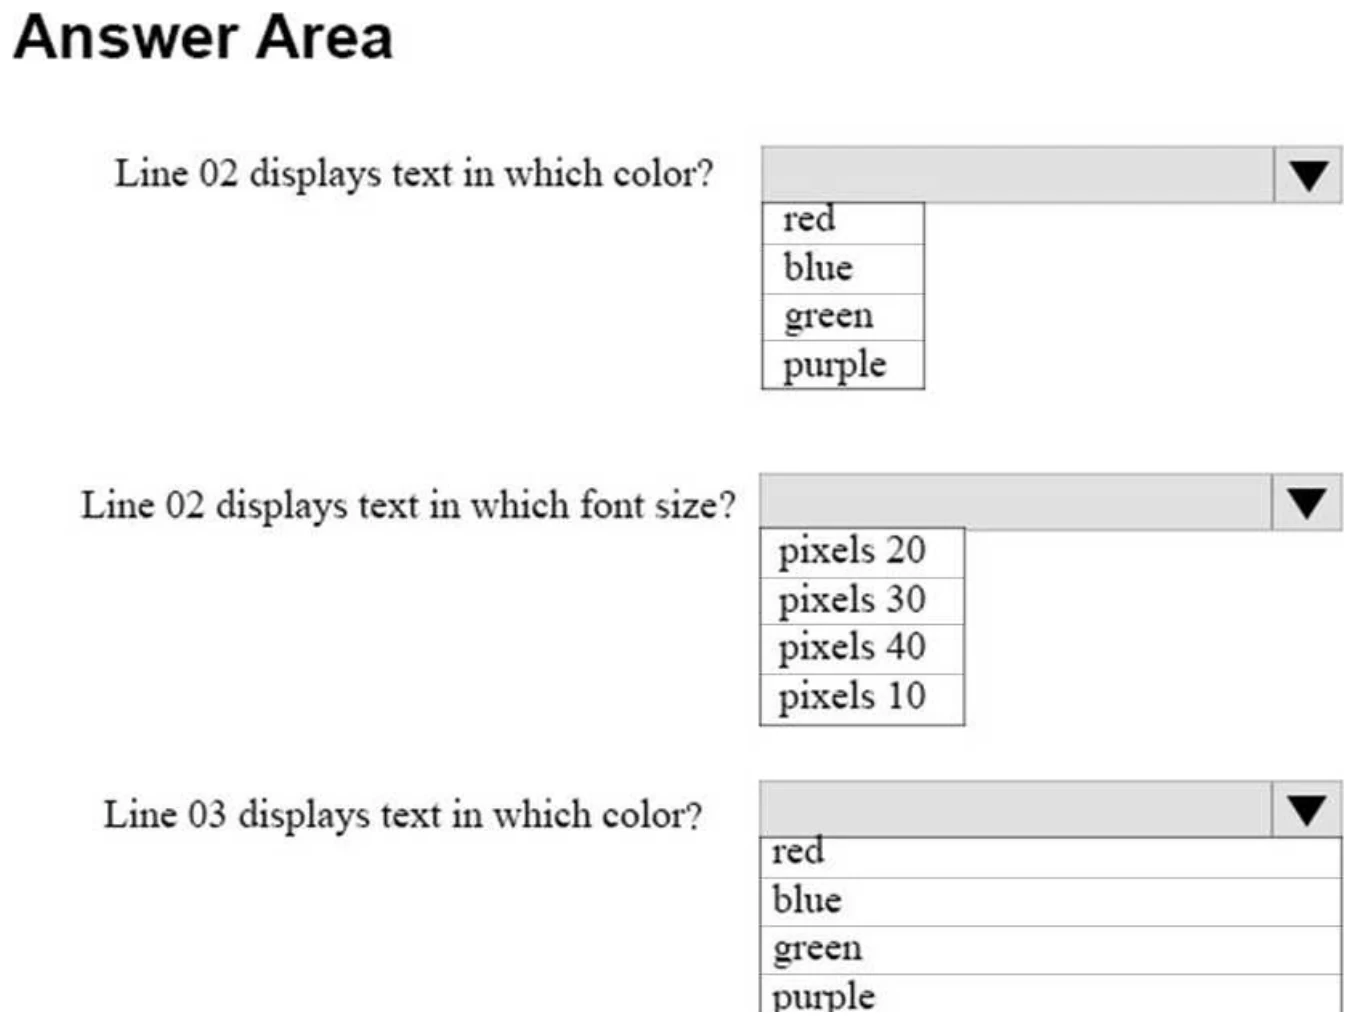 Answer Area
Line 02 displays text in which color?
red
blue
green
purple
Line 02 displays text in which font size?
pixels 20
pixels 30
pixels 40
pixels 10
Line 03 displays text in which color?
red
blue
green
purple